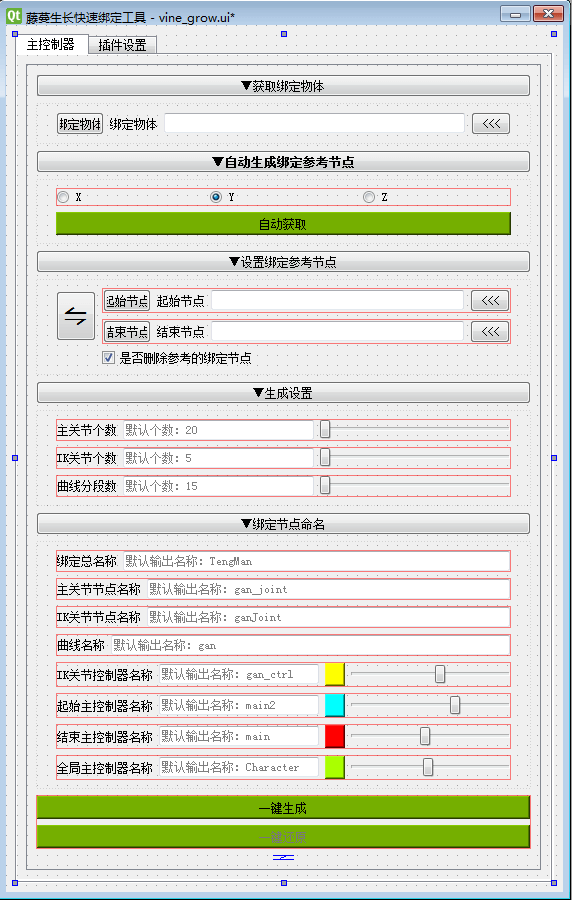 Qt 藤蔓生长快速绑定工具 - vine_grow.ui*
主控制器 插件设置
▼获取绑定物体
绑定物体 绑定物体 <<<
▼自动生成绑定参考节点
X Y Z
自动获取
▼设置绑定参考节点
⇋ 起始节点 起始节点 <<<
结束节点 结束节点 <<<
是否删除参考的绑定节点
▼生成设置
主关节个数 默认个数: 20
IK关节个数 默认个数: 5
曲线分段数 默认个数: 15
▼绑定节点命名
绑定总名称 默认输出名称: TengMan
主关节节点名称 默认输出名称: gan_joint
IK关节节点名称 默认输出名称: ganJoint
曲线名称 默认输出名称: gan
IK关节控制器名称 默认输出名称: gan_ctrl
起始主控制器名称 默认输出名称: main2
结束主控制器名称 默认输出名称: main
全局主控制器名称 默认输出名称: Character
一键生成
一键还原